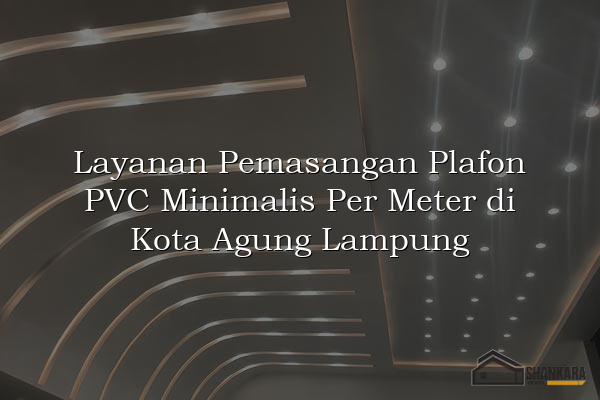 Layanan Pemasangan Plafon
PVC Minimalis Per Meter di
Kota Agung Lampung
SHANKARA